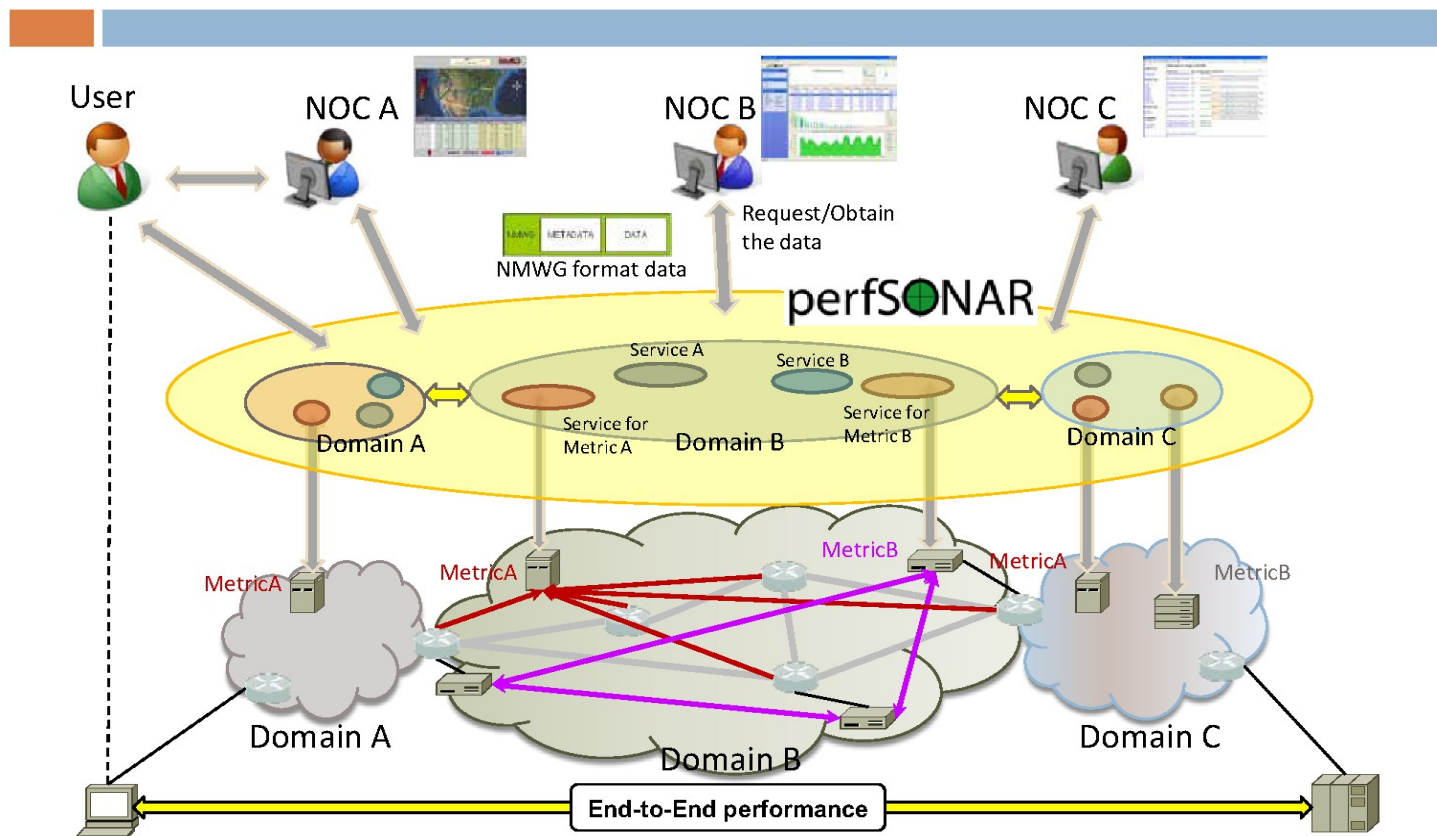 User
NOC A
NOC B
NOC C
Request/Obtain
the data
NMWG
METADATA
DATA
NMWG format data
perfSONAR
Service A
Service B
Service for
Metric A
Service for
Metric B
Domain A
Domain B
Domain C
MetricA
MetricA
MetricB
MetricA
MetricB
Domain A
Domain B
Domain C
End-to-End performance